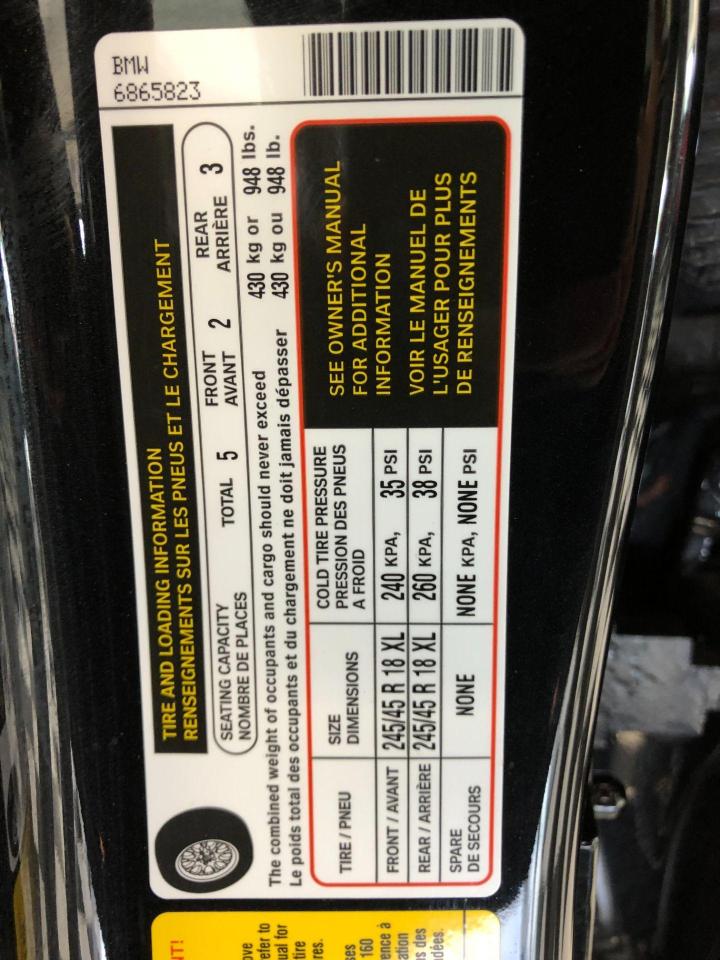 BMW
6865823
TIRE AND LOADING INFORMATION
RENSEIGNEMENTS SUR LES PNEUS ET LE CHARGEMENT
SEATING CAPACITY TOTAL 5 FRONT 2 REAR 3
NOMBRE DE PLACES AVANT ARRIÈRE
The combined weight of occupants and cargo should never exceed 430 kg or 948 lbs.
Le poids total des occupants et du chargement ne doit jamais dépasser 430 kg ou 948 lb.
TIRE / PNEU SIZE DIMENSIONS COLD TIRE PRESSURE PRESSION DES PNEUS A FROID
FRONT / AVANT 245/45 R 18 XL 240 KPA, 35 PSI
REAR / ARRIÈRE 245/45 R 18 XL 260 KPA, 38 PSI
SPARE DE SECOURS NONE NONE KPA, NONE PSI
SEE OWNER'S MANUAL
FOR ADDITIONAL
INFORMATION
VOIR LE MANUEL DE
L'USAGER POUR PLUS
DE RENSEIGNEMENTS